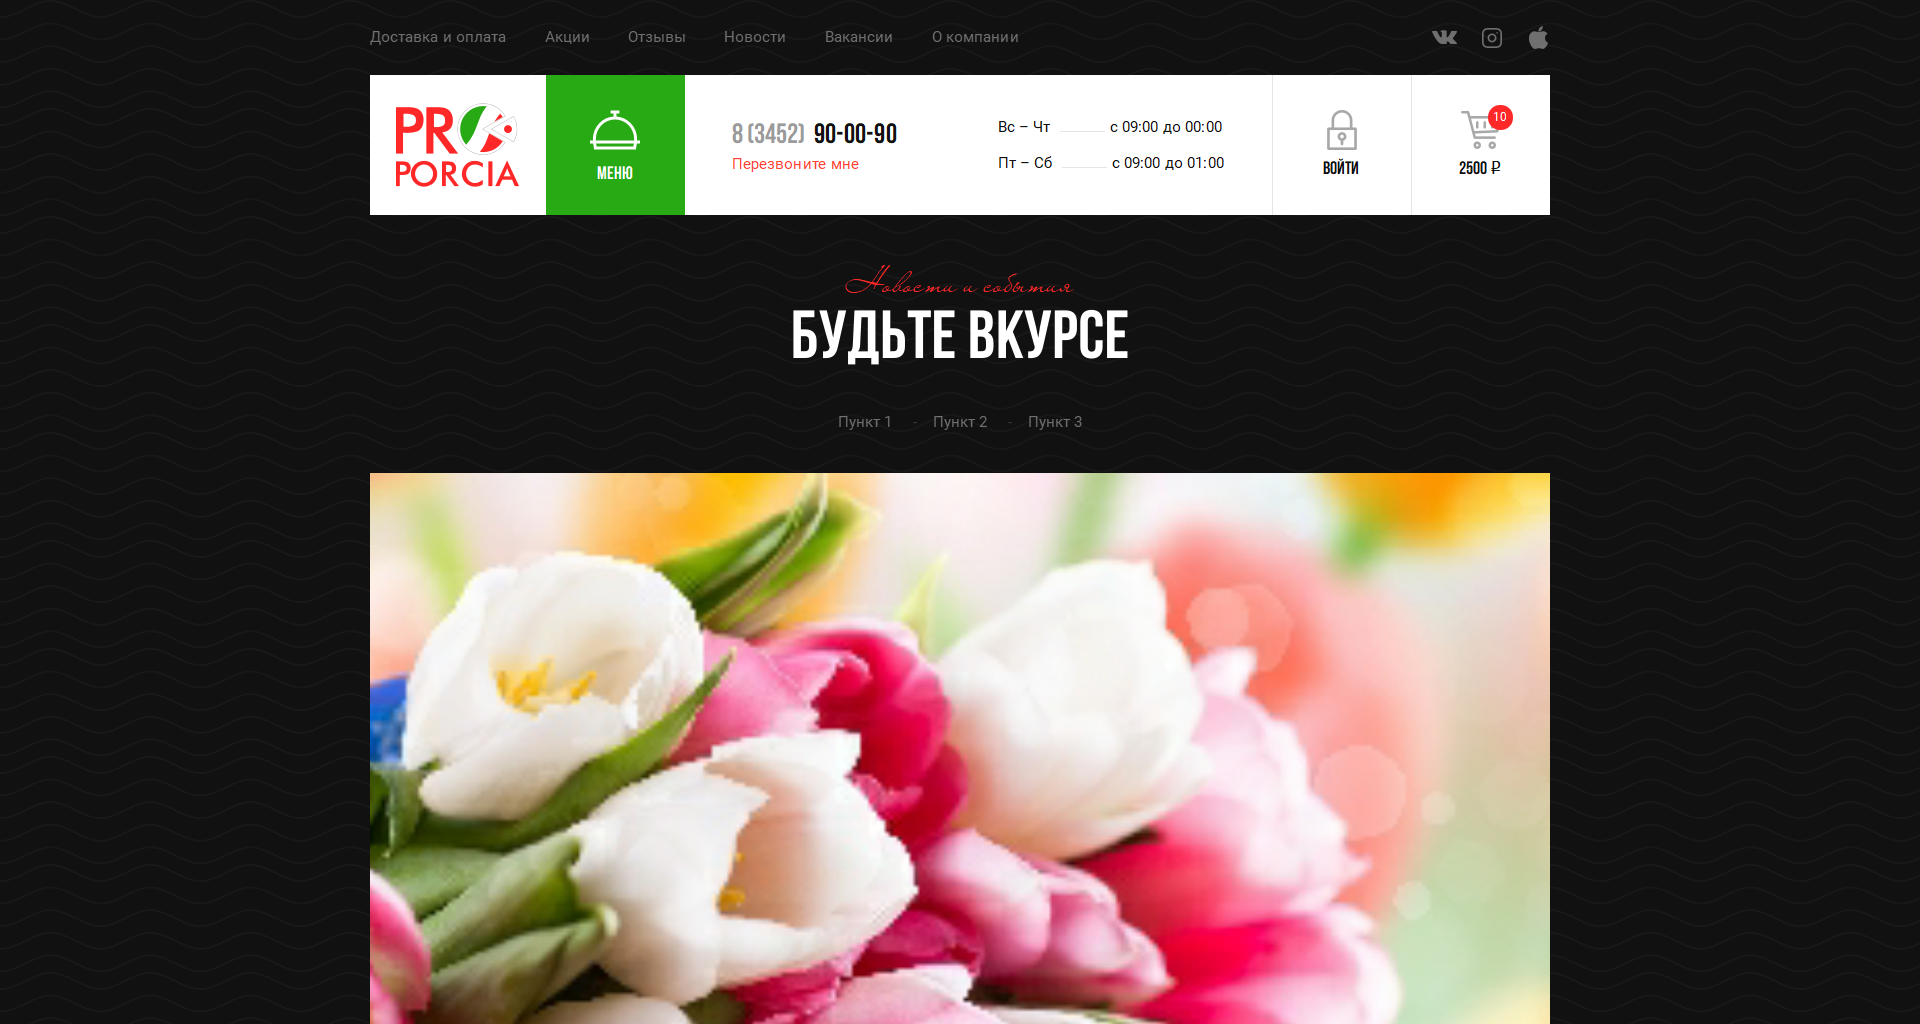 Доставка и оплата Акции Отзывы Новости Вакансии О компании
PRO
PORCIA
МЕНЮ
8 (3452) 90-00-90
Перезвоните мне
Вс – Чт с 09:00 до 00:00
Пт – Сб с 09:00 до 01:00
ВОЙТИ
10
2500 ₽
Новости и события
БУДЬТЕ ВКУРСЕ
Пункт 1 - Пункт 2 - Пункт 3